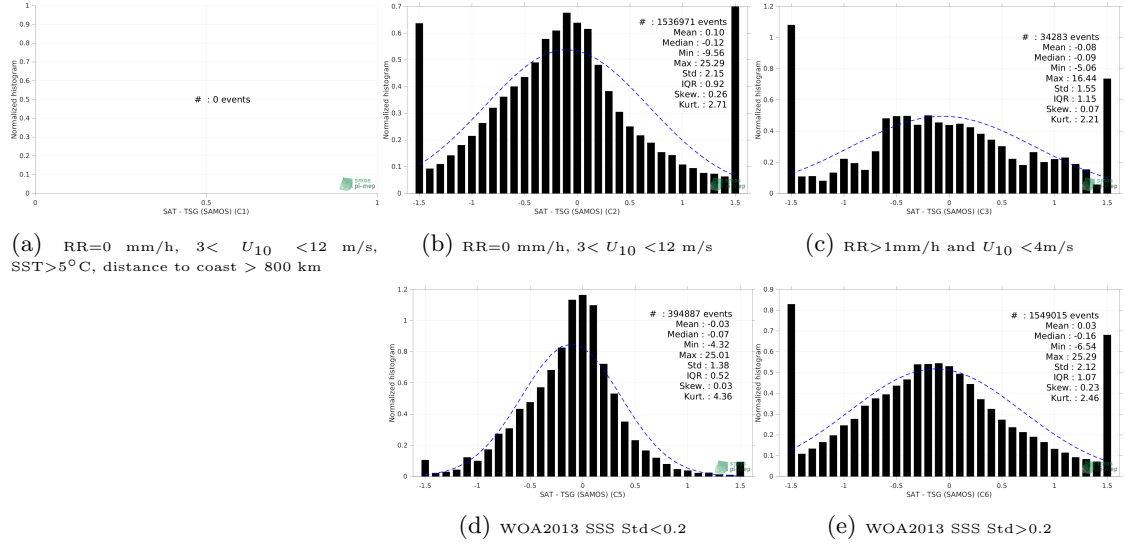 1
0.9
0.8
0.7
0.6
0.5
0.4
0.3
0.2
0.1
0
Normalized histogram
# : 0 events
smos
pi-mep
0 0.5 1
SAT - TSG (SAMOS) (C1)
(a) RR=0 mm/h, 3< U10 <12 m/s,
SST>5°C, distance to coast > 800 km
0.7
0.6
0.5
0.4
0.3
0.2
0.1
0
Normalized histogram
# : 1536971 events
Mean : 0.10
Median : -0.12
Min : -9.56
Max : 25.29
Std : 2.15
IQR : 0.92
Skew. : 0.26
Kurt. : 2.71
smos
pi-mep
-1.5 -1 -0.5 0 0.5 1 1.5
SAT - TSG (SAMOS) (C2)
(b) RR=0 mm/h, 3< U10 <12 m/s
1.2
1
0.8
0.6
0.4
0.2
0
Normalized histogram
# : 34283 events
Mean : -0.08
Median : -0.09
Min : -5.06
Max : 16.44
Std : 1.55
IQR : 1.15
Skew. : 0.07
Kurt. : 2.21
smos
pi-mep
-1.5 -1 -0.5 0 0.5 1 1.5
SAT - TSG (SAMOS) (C3)
(c) RR>1mm/h and U10 <4m/s
1.2
1
0.8
0.6
0.4
0.2
0
Normalized histogram
# : 394887 events
Mean : -0.03
Median : -0.07
Min : -4.32
Max : 25.01
Std : 1.38
IQR : 0.52
Skew. : 0.03
Kurt. : 4.36
smos
pi-mep
-1.5 -1 -0.5 0 0.5 1 1.5
SAT - TSG (SAMOS) (C5)
(d) WOA2013 SSS Std<0.2
0.9
0.8
0.7
0.6
0.5
0.4
0.3
0.2
0.1
0
Normalized histogram
# : 1549015 events
Mean : 0.03
Median : -0.16
Min : -6.54
Max : 25.29
Std : 2.12
IQR : 1.07
Skew. : 0.23
Kurt. : 2.46
smos
pi-mep
-1.5 -1 -0.5 0 0.5 1 1.5
SAT - TSG (SAMOS) (C6)
(e) WOA2013 SSS Std>0.2